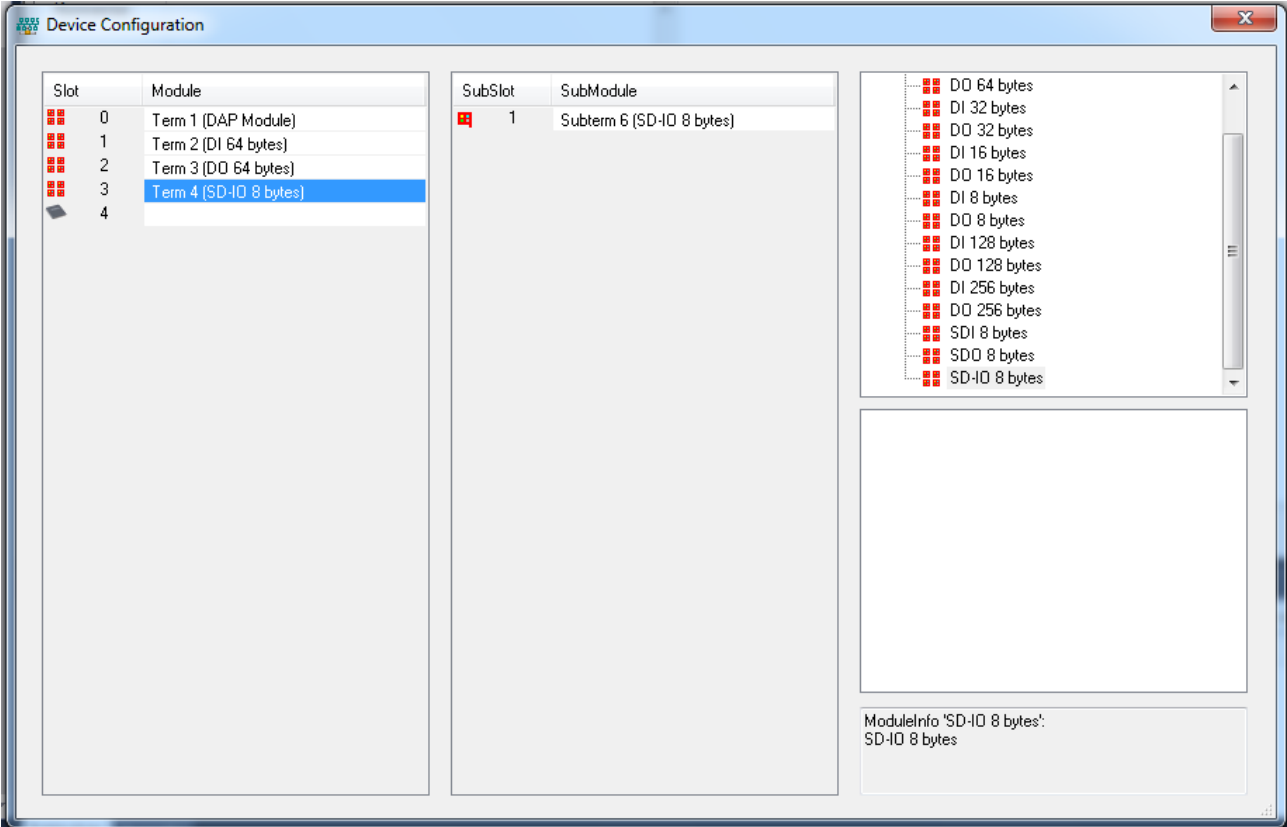 Device Configuration
Slot Module
0 Term 1 (DAP Module)
1 Term 2 (DI 64 bytes)
2 Term 3 (DO 64 bytes)
3 Term 4 (SD-IO 8 bytes)
4
SubSlot SubModule
1 Subterm 6 (SD-IO 8 bytes)
DO 64 bytes
DI 32 bytes
DO 32 bytes
DI 16 bytes
DO 16 bytes
DI 8 bytes
DO 8 bytes
DI 128 bytes
DO 128 bytes
DI 256 bytes
DO 256 bytes
SDI 8 bytes
SDO 8 bytes
SD-IO 8 bytes
ModuleInfo 'SD-IO 8 bytes':
SD-IO 8 bytes